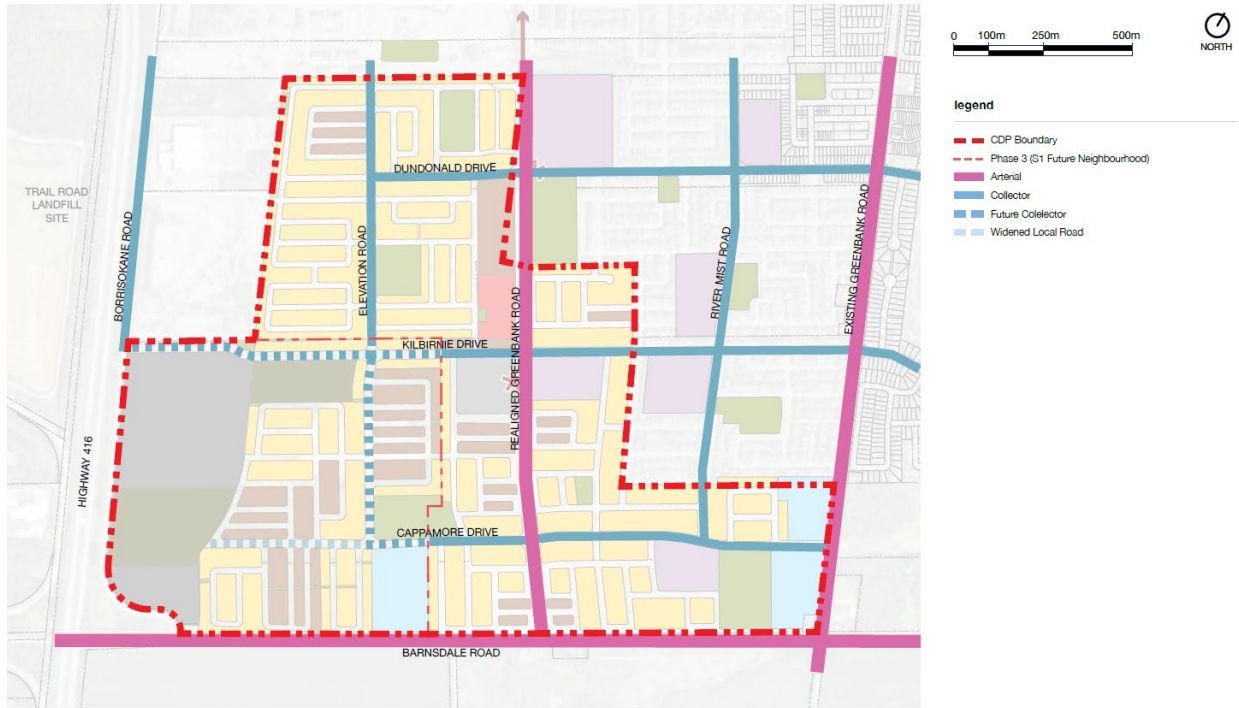 0 100m 250m 500m
NORTH
legend
CDP Boundary
Phase 3 (S1 Future Neighbourhood)
Arterial
Collector
Future Colelector
Widened Local Road
TRAIL ROAD
LANDFILL
SITE
BORRISOKANE ROAD
HIGHWAY 416
ELEVATION ROAD
DUNDONALD DRIVE
KILBIRNIE DRIVE
REALIGNED GREENBANK ROAD
RIVER MIST ROAD
EXISTING GREENBANK ROAD
CAPPAMORE DRIVE
BARNSDALE ROAD